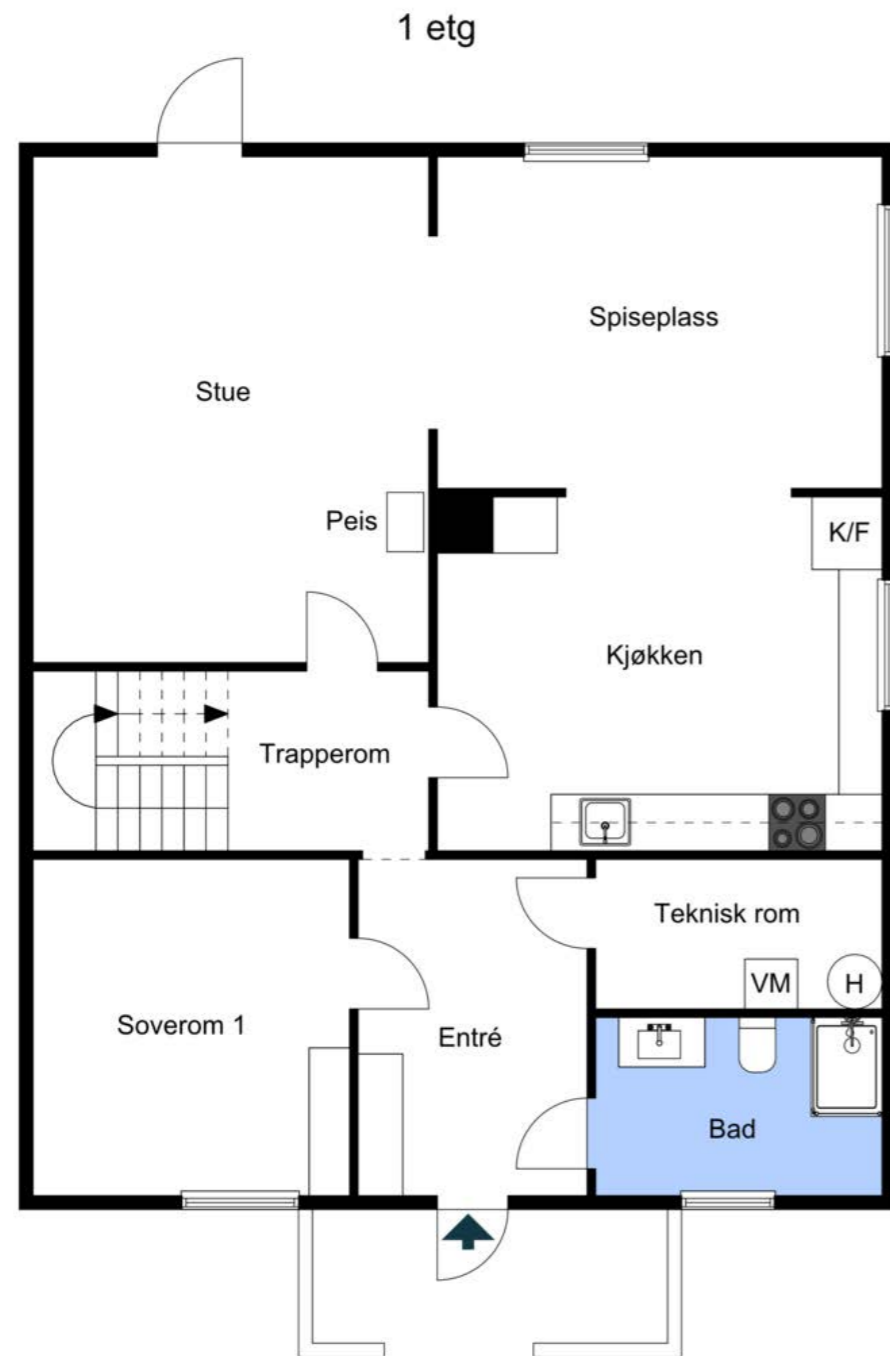 1 etg
Spiseplass
Stue
Peis
K/F
Kjøkken
Trapperom
Teknisk rom
VM
H
Soverom 1
Entré
Bad